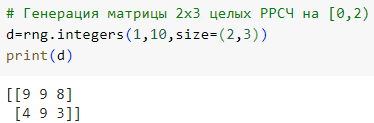 # Генерация матрицы 2x3 целых РРСЧ на [0,2)
d=rng.integers(1,10,size=(2,3))
print(d)
[[9 9 8]
 [4 9 3]]